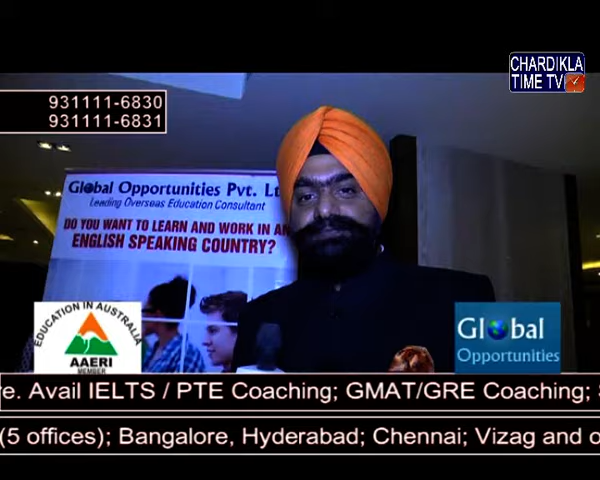 CHARDIKLA
TIME TV
931111-6830
931111-6831
Global Opportunities Pvt. Lt
Leading Overseas Education Consultant
DO YOU WANT TO LEARN AND WORK IN AN
ENGLISH SPEAKING COUNTRY?
EDUCATION IN AUSTRALIA
AAERI
MEMBER
Global
Opportunities
ve. Avail IELTS / PTE Coaching; GMAT/GRE Coaching; S
(5 offices); Bangalore, Hyderabad; Chennai; Vizag and o